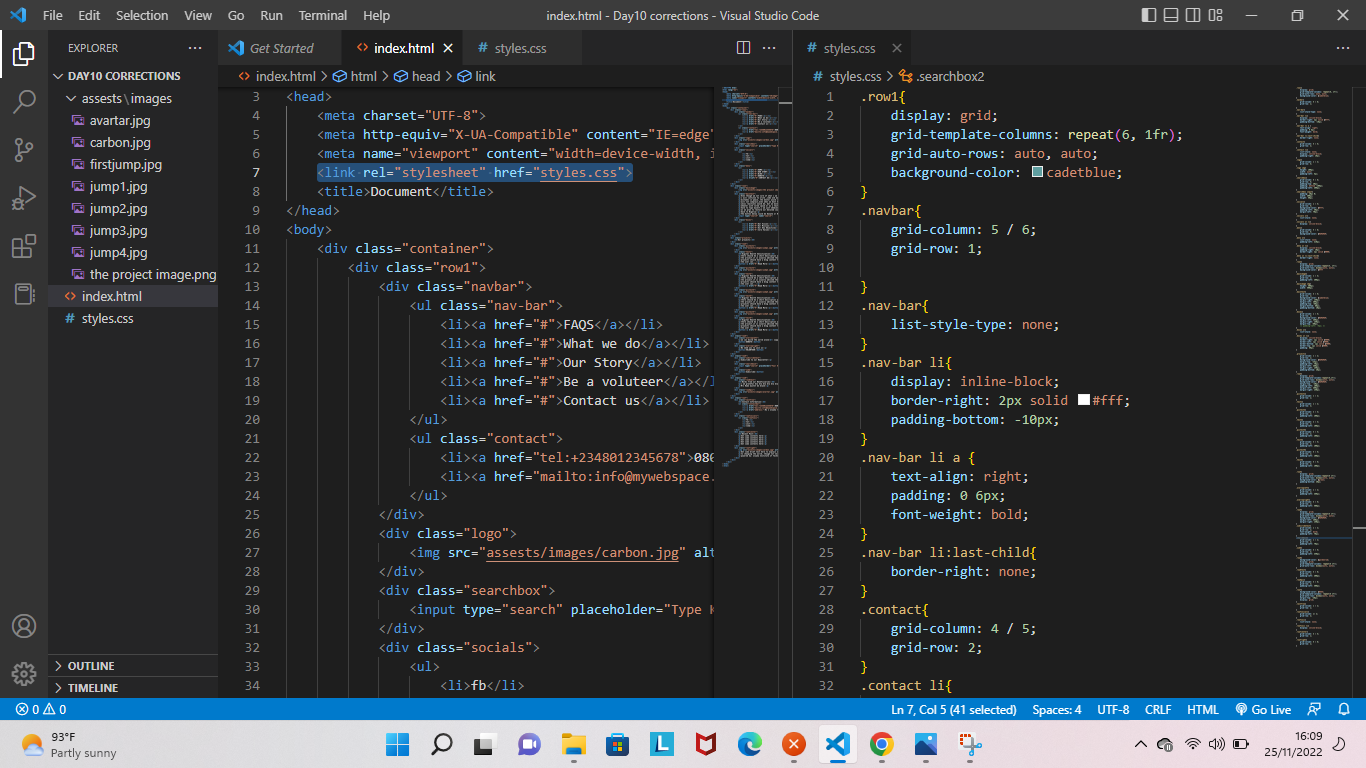 File Edit Selection View Go Run Terminal Help
index.html - Day10 corrections - Visual Studio Code
EXPLORER
DAY10 CORRECTIONS
assests\images
avartar.jpg
carbon.jpg
firstjump.jpg
jump1.jpg
jump2.jpg
jump3.jpg
jump4.jpg
the project image.png
index.html
styles.css
OUTLINE
TIMELINE
Get Started index.html styles.css
index.html > html > head > link
3 <head>
4 <meta charset="UTF-8">
5 <meta http-equiv="X-UA-Compatible" content="IE=edge"
6 <meta name="viewport" content="width=device-width, i
7 <link rel="stylesheet" href="styles.css">
8 <title>Document</title>
9 </head>
10 <body>
11 <div class="container">
12 <div class="row1">
13 <div class="navbar">
14 <ul class="nav-bar">
15 <li><a href="#">FAQS</a></li>
16 <li><a href="#">What we do</a></li>
17 <li><a href="#">Our Story</a></li>
18 <li><a href="#">Be a voluteer</a></l
19 <li><a href="#">Contact us</a></li>
20 </ul>
21 <ul class="contact">
22 <li><a href="tel:+2348012345678">080
23 <li><a href="mailto:info@mywebspace.
24 </ul>
25 </div>
26 <div class="logo">
27 <img src="assests/images/carbon.jpg" alt
28 </div>
29 <div class="searchbox">
30 <input type="search" placeholder="Type K
31 </div>
32 <div class="socials">
33 <ul>
34 <li>fb</li>
styles.css
styles.css > .searchbox2
1 .row1{
2 display: grid;
3 grid-template-columns: repeat(6, 1fr);
4 grid-auto-rows: auto, auto;
5 background-color: cadetblue;
6 }
7 .navbar{
8 grid-column: 5 / 6;
9 grid-row: 1;
10
11 }
12 .nav-bar{
13 list-style-type: none;
14 }
15 .nav-bar li{
16 display: inline-block;
17 border-right: 2px solid #fff;
18 padding-bottom: -10px;
19 }
20 .nav-bar li a {
21 text-align: right;
22 padding: 0 6px;
23 font-weight: bold;
24 }
25 .nav-bar li:last-child{
26 border-right: none;
27 }
28 .contact{
29 grid-column: 4 / 5;
30 grid-row: 2;
31 }
32 .contact li{
0 0 Ln 7, Col 5 (41 selected) Spaces: 4 UTF-8 CRLF HTML Go Live
93°F
Partly sunny
16:09
25/11/2022